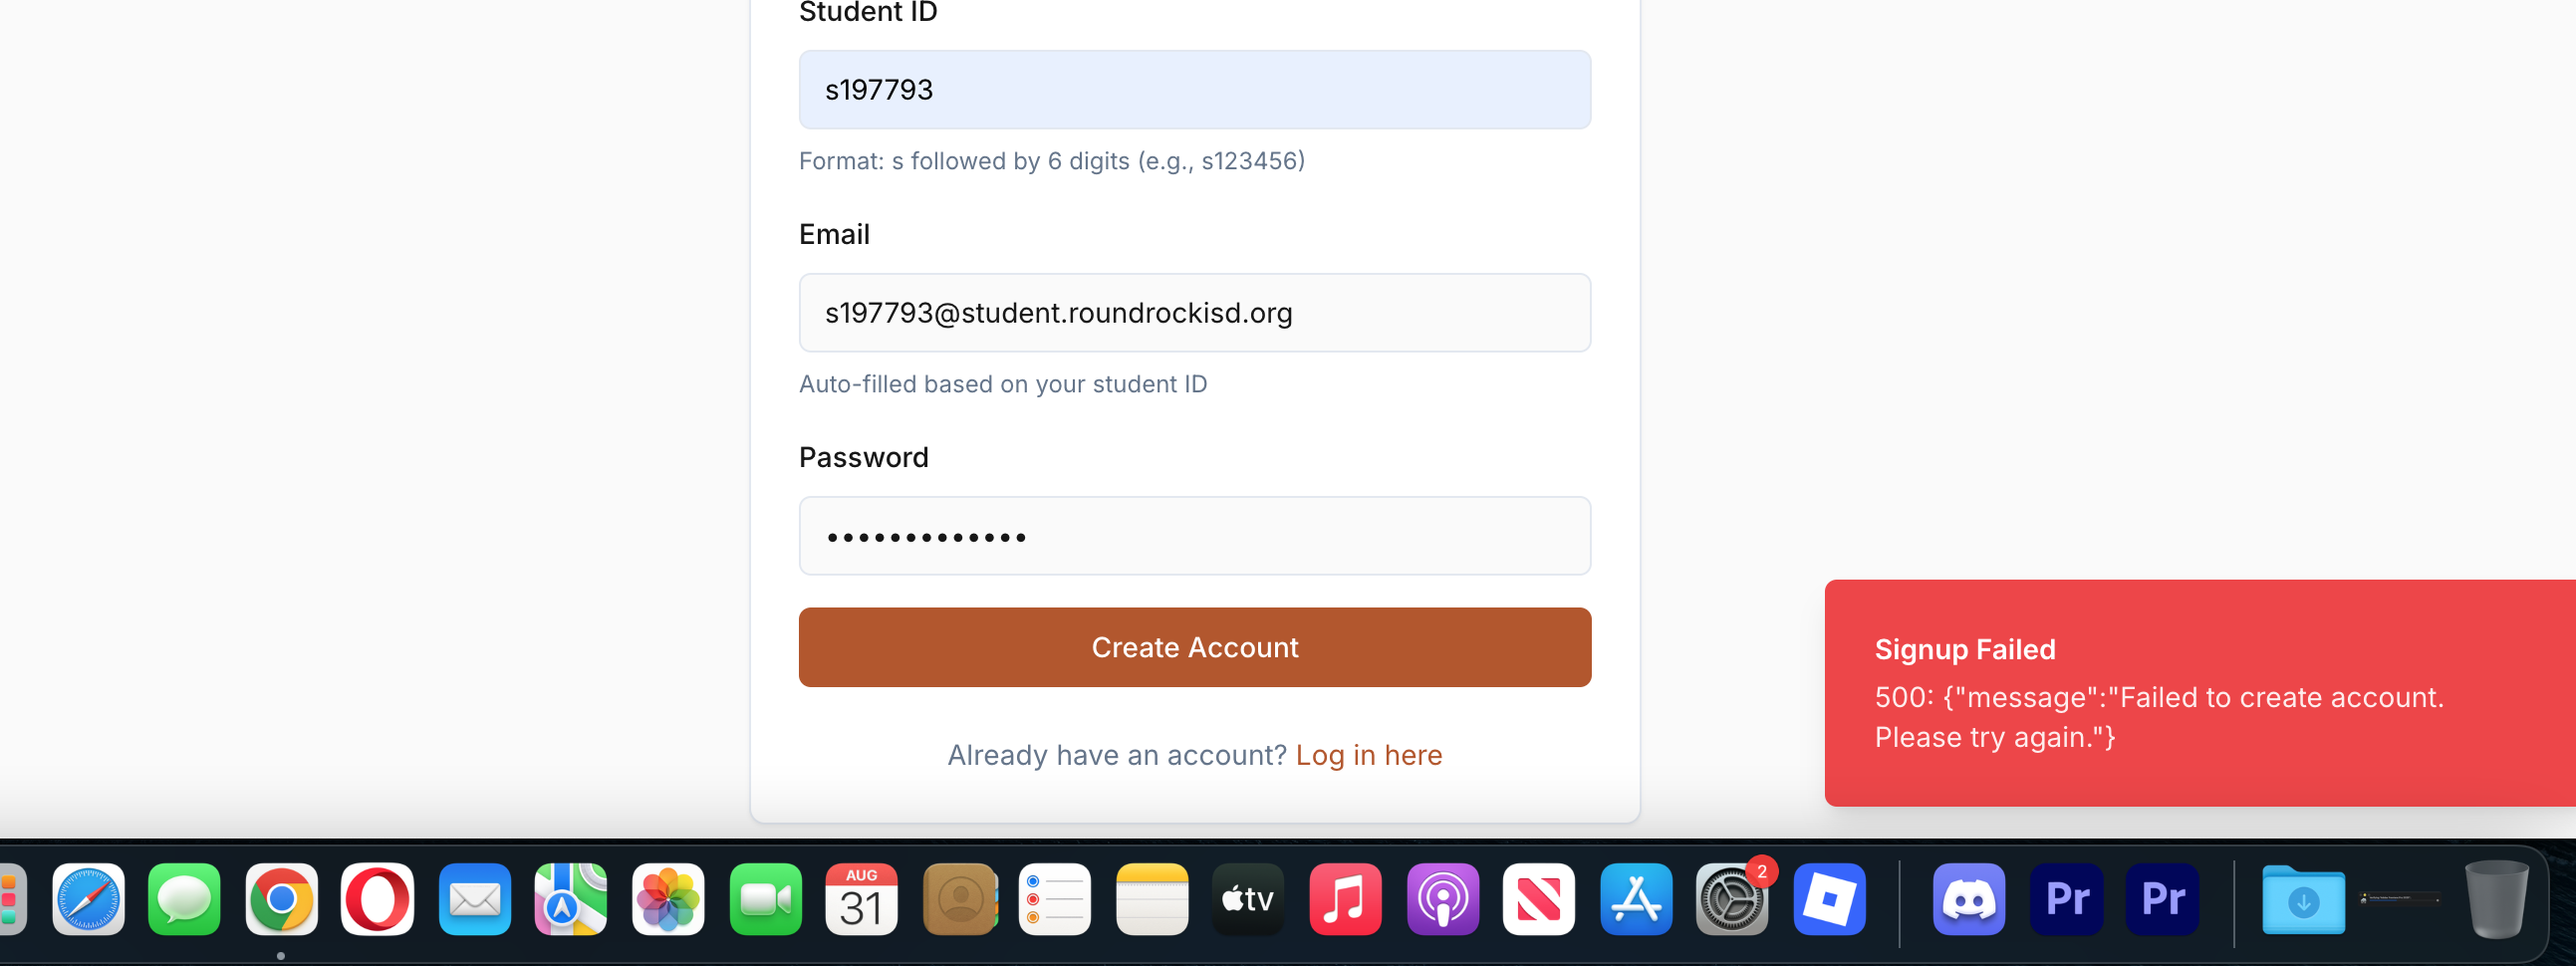 Student ID
s197793
Format: s followed by 6 digits (e.g., s123456)
Email
s197793@student.roundrockisd.org
Auto-filled based on your student ID
Password
•••••••••••••
Create Account
Already have an account? Log in here
Signup Failed
500: {"message":"Failed to create account.
Please try again."}
AUG
31
tv
2
Pr
Pr